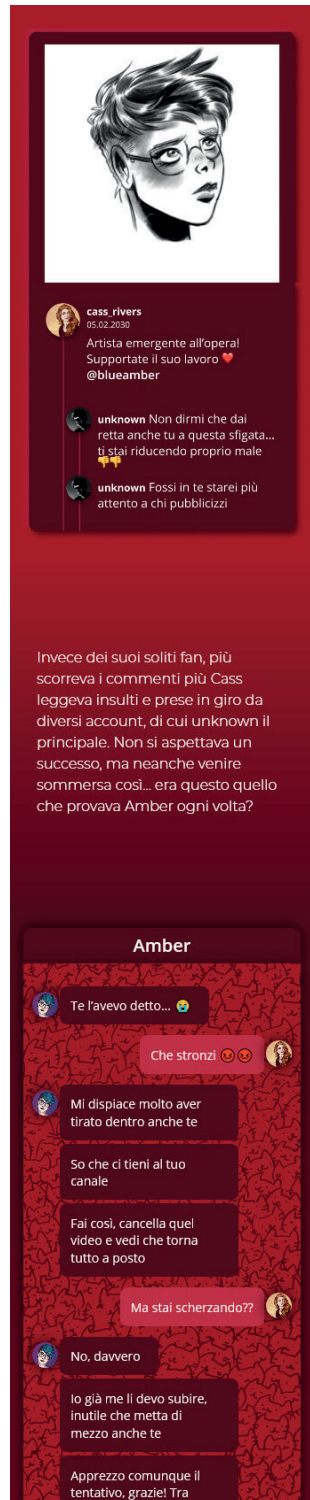 cass_rivers
05.02.2030
Artista emergente all'opera!
Supportate il suo lavoro ❤️
@blueamber
unknown Non dirmi che dai
retta anche tu a questa sfigata...
ti stai riducendo proprio male
👎👎
unknown Fossi in te starei più
attento a chi pubblicizzi
Invece dei suoi soliti fan, più
scorreva i commenti più Cass
leggeva insulti e prese in giro da
diversi account, di cui unknown il
principale. Non si aspettava un
successo, ma neanche venire
sommersa così... era questo quello
che provava Amber ogni volta?
Amber
Te l'avevo detto... 😭
Che stronzi 😡😡
Mi dispiace molto aver
tirato dentro anche te
So che ci tieni al tuo
canale
Fai così, cancella quel
video e vedi che torna
tutto a posto
Ma stai scherzando??
No, davvero
Io già me li devo subire,
inutile che metta di
mezzo anche te
Apprezzo comunque il
tentativo, grazie! Tra